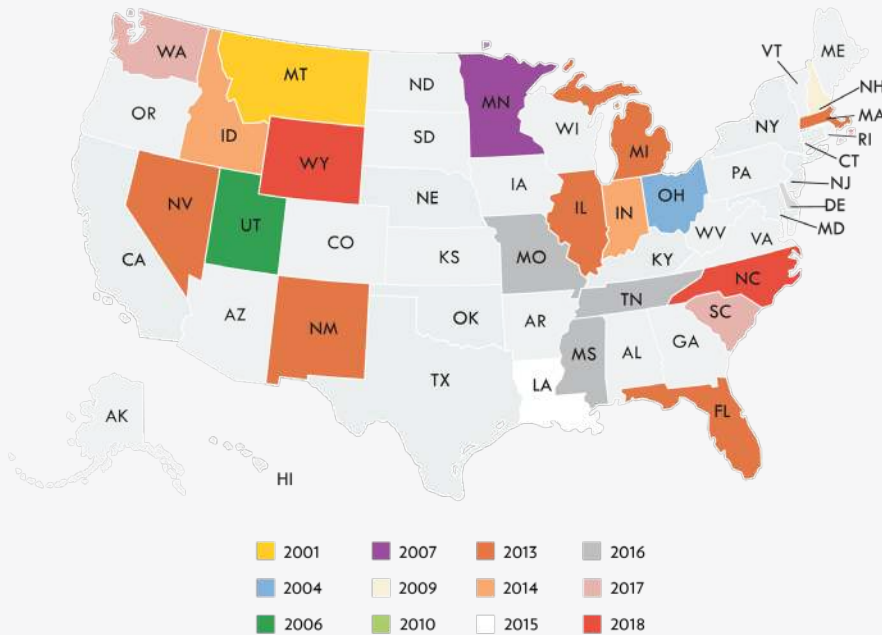 WA
MT
ND
MN
VT
ME
NH
OR
ID
SD
WI
MI
NY
MA
RI
WY
CT
NV
UT
NE
IA
IL
IN
OH
PA
NJ
DE
MD
CA
CO
KS
MO
WV
VA
KY
NC
AZ
NM
OK
AR
TN
SC
TX
LA
MS
AL
GA
FL
AK
HI
2001 2007 2013 2016
2004 2009 2014 2017
2006 2010 2015 2018